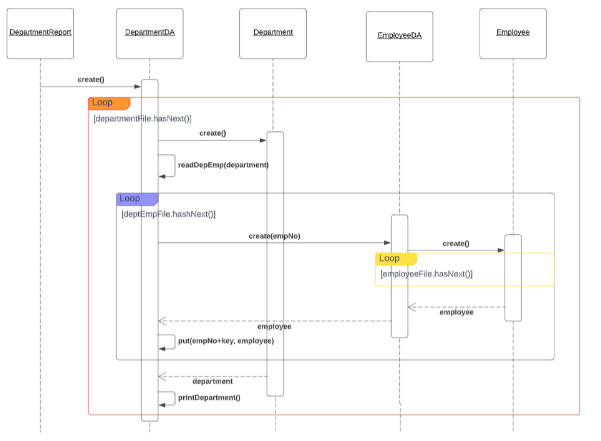 DepartmentReport
DepartmentDA
Department
EmployeeDA
Employee
create()
Loop
[departmentFile.hasNext()]
create()
readDepEmp(department)
Loop
[deptEmpFile.hashNext()]
create(empNo)
create()
Loop
[employeeFile.hasNext()]
employee
employee
put(empNo+key, employee)
department
printDepartment()